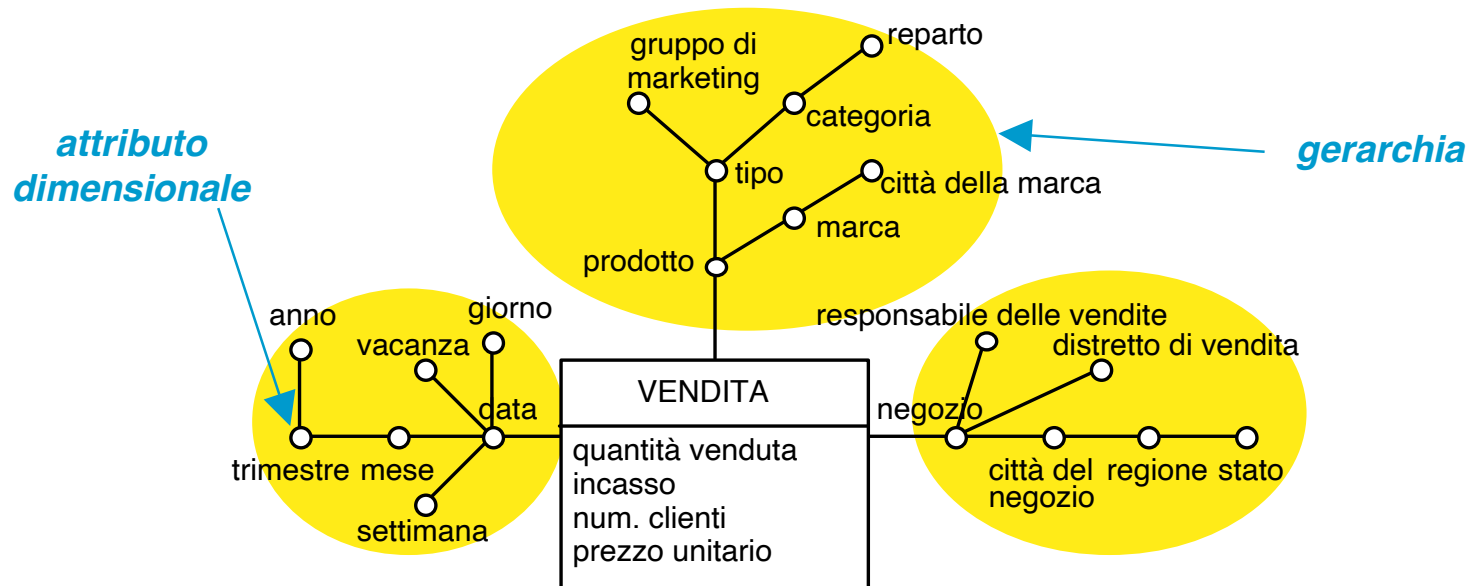 reparto
gruppo di
marketing
categoria
attributo
dimensionale
gerarchia
tipo
città della marca
marca
prodotto
anno
giorno
vacanza
responsabile delle vendite
distretto di vendita
VENDITA
data
negozio
trimestre mese
settimana
quantità venduta
incasso
num. clienti
prezzo unitario
città del
negozio
regione stato